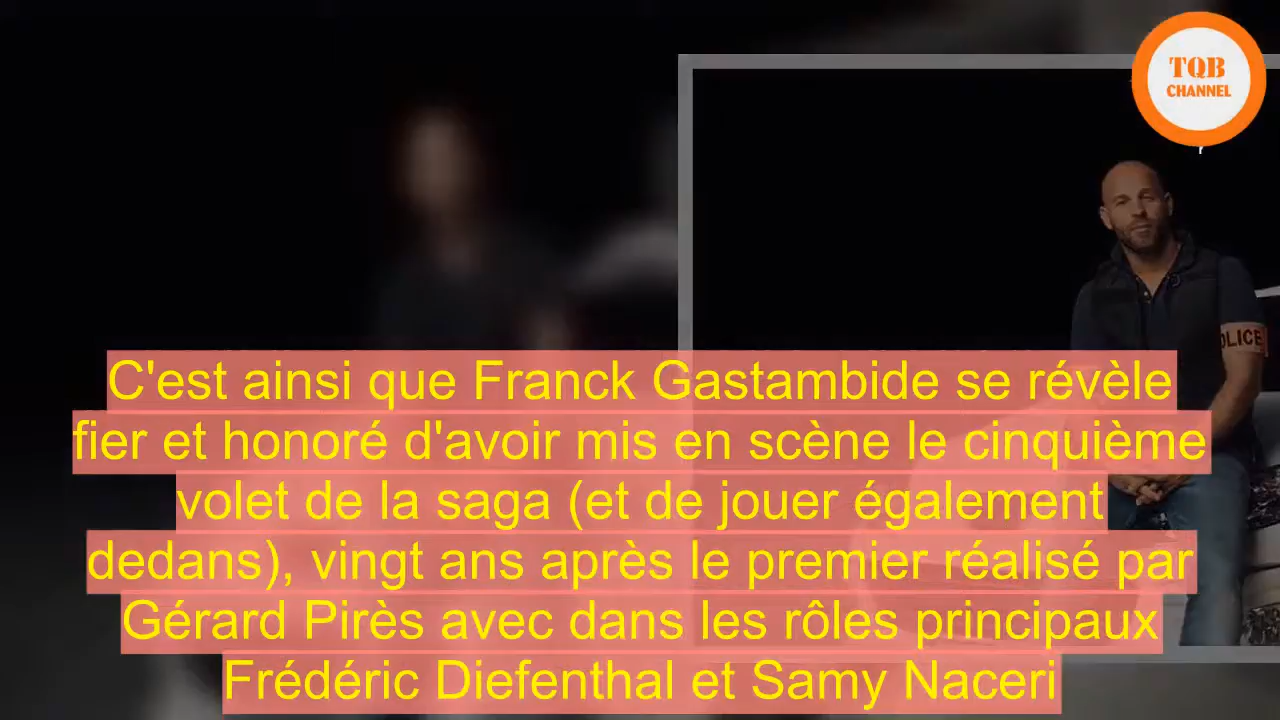 TQB
CHANNEL
OLICE
C'est ainsi que Franck Gastambide se révèle
fier et honoré d'avoir mis en scène le cinquième
volet de la saga (et de jouer également
dedans), vingt ans après le premier réalisé par
Gérard Pirès avec dans les rôles principaux
Frédéric Diefenthal et Samy Naceri